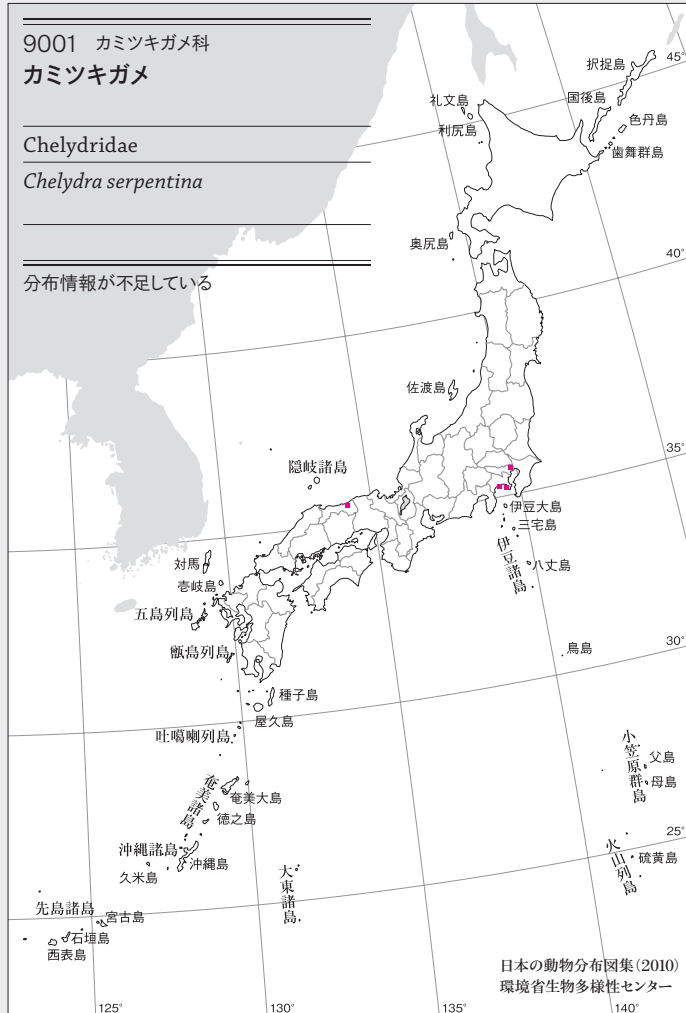 9001 カミツキガメ科
カミツキガメ
Chelydridae
Chelydra serpentina
分布情報が不足している
択捉島
45°
国後島
礼文島
色丹島
利尻島
歯舞群島
奥尻島
40°
佐渡島
35°
隠岐諸島
伊豆大島
三宅島
伊豆諸島
八丈島
対馬
壱岐島
五島列島
甑島列島
鳥島
30°
種子島
屋久島
吐噶喇列島
小笠原群島
父島
母島
奄美諸島
奄美大島
徳之島
25°
沖縄諸島
沖縄島
久米島
大東諸島
火山列島
硫黄島
先島諸島
宮古島
石垣島
西表島
日本の動物分布図集(2010)
環境省生物多様性センター
125°
130°
135°
140°